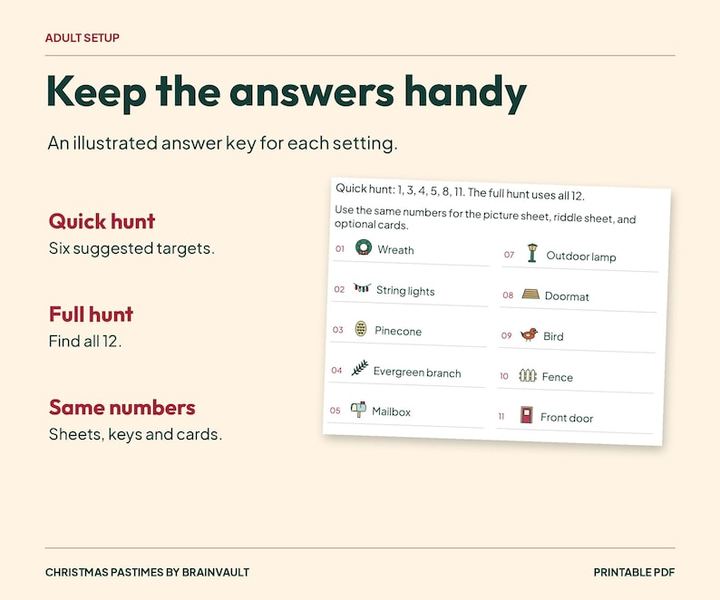 ADULT SETUP
Keep the answers handy
An illustrated answer key for each setting.
Quick hunt
Six suggested targets.
Full hunt
Find all 12.
Same numbers
Sheets, keys and cards.
Quick hunt: 1, 3, 4, 5, 8, 11. The full hunt uses all 12.
Use the same numbers for the picture sheet, riddle sheet, and
optional cards.
01 Wreath
02 String lights
03 Pinecone
04 Evergreen branch
05 Mailbox
07 Outdoor lamp
08 Doormat
09 Bird
10 Fence
11 Front door
CHRISTMAS PASTIMES BY BRAINVAULT
PRINTABLE PDF